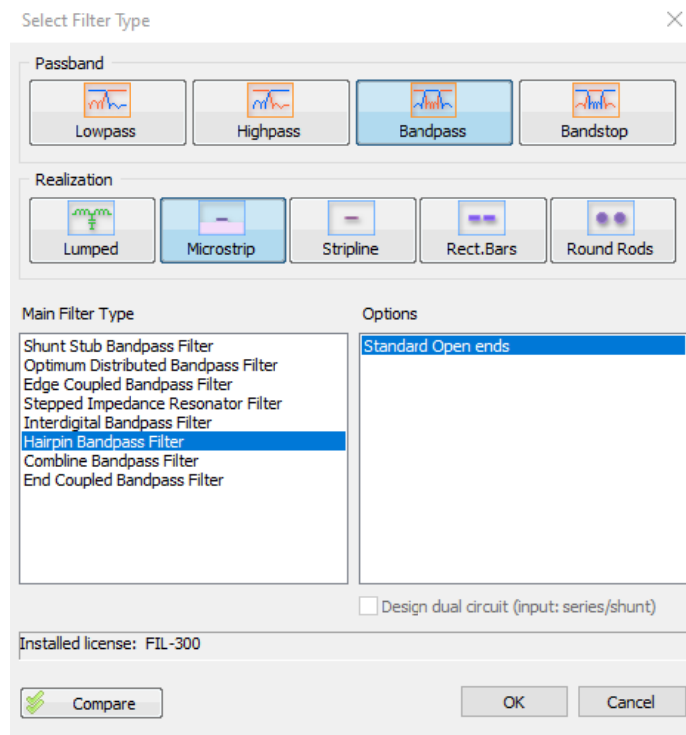 Select Filter Type
Passband
Lowpass
Highpass
Bandpass
Bandstop
Realization
Lumped
Microstrip
Stripline
Rect.Bars
Round Rods
Main Filter Type
Shunt Stub Bandpass Filter
Optimum Distributed Bandpass Filter
Edge Coupled Bandpass Filter
Stepped Impedance Resonator Filter
Interdigital Bandpass Filter
Hairpin Bandpass Filter
Combline Bandpass Filter
End Coupled Bandpass Filter
Options
Standard Open ends
Design dual circuit (input: series/shunt)
Installed license: FIL-300
Compare
OK
Cancel